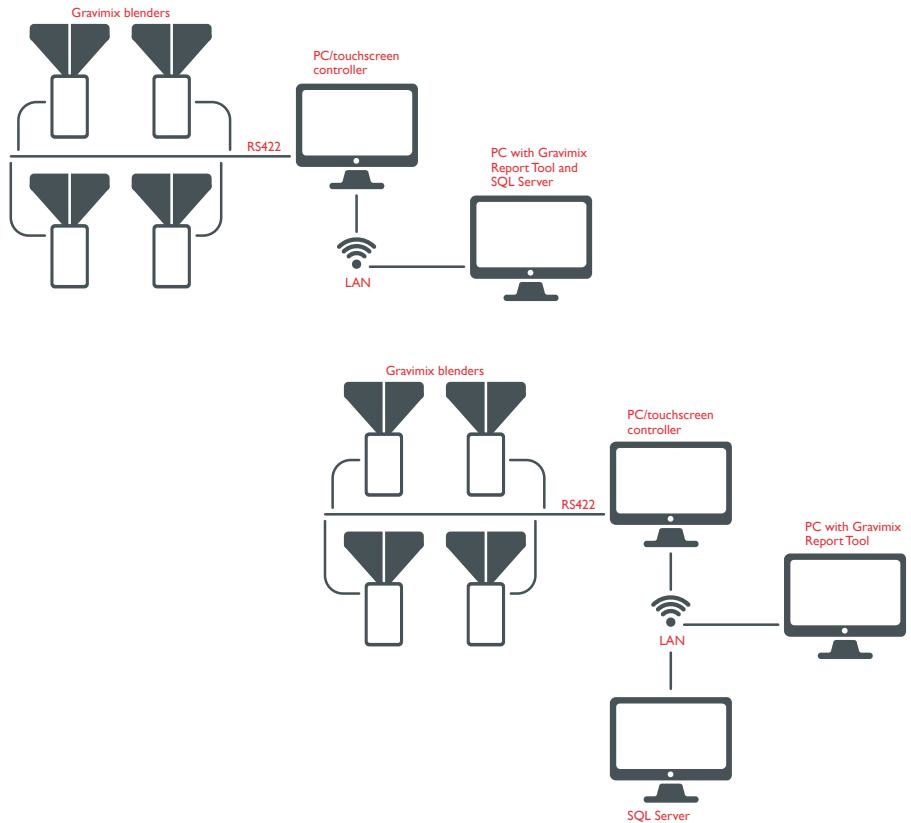 Gravimix blenders
PC/touchscreen
controller
RS422
PC with Gravimix
Report Tool and
SQL Server
LAN
Gravimix blenders
PC/touchscreen
controller
RS422
PC with Gravimix
Report Tool
LAN
SQL Server